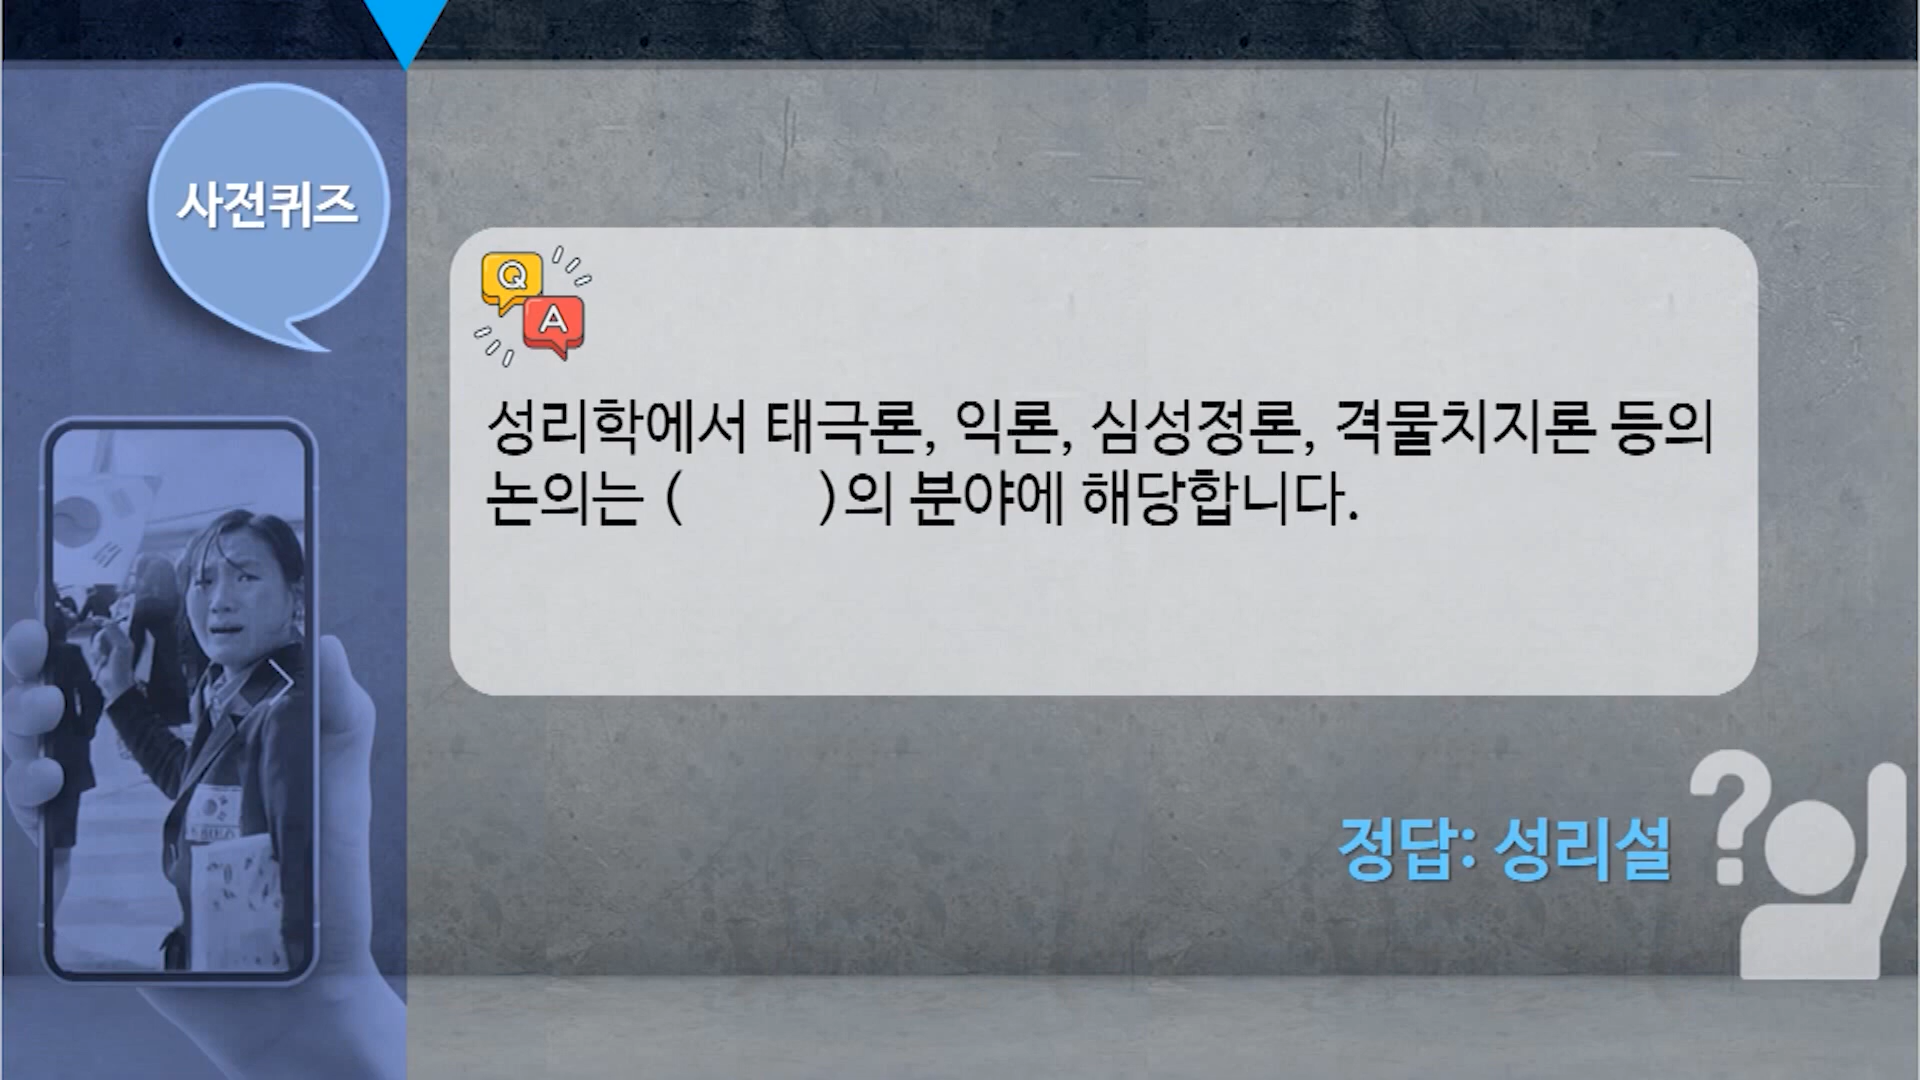 사전퀴즈
Q
A
성리학에서 태극론, 익론, 심성정론, 격물치지론 등의
논의는 (      )의 분야에 해당합니다.
정답: 성리설
?